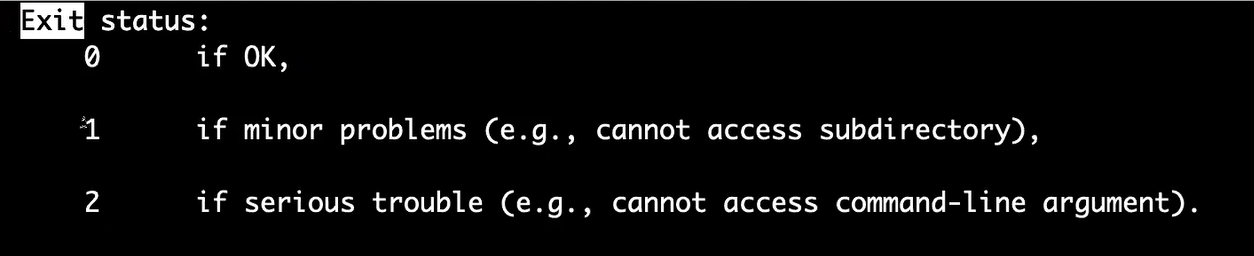 Exit status:
0 if OK,
1 if minor problems (e.g., cannot access subdirectory),
2 if serious trouble (e.g., cannot access command-line argument).